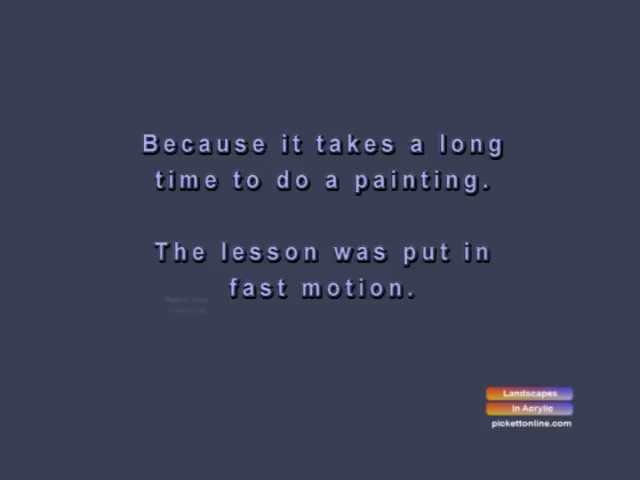 Because it takes a long
time to do a painting.
The lesson was put in
fast motion.
Landscapes
In Acrylic
pickettonline.com